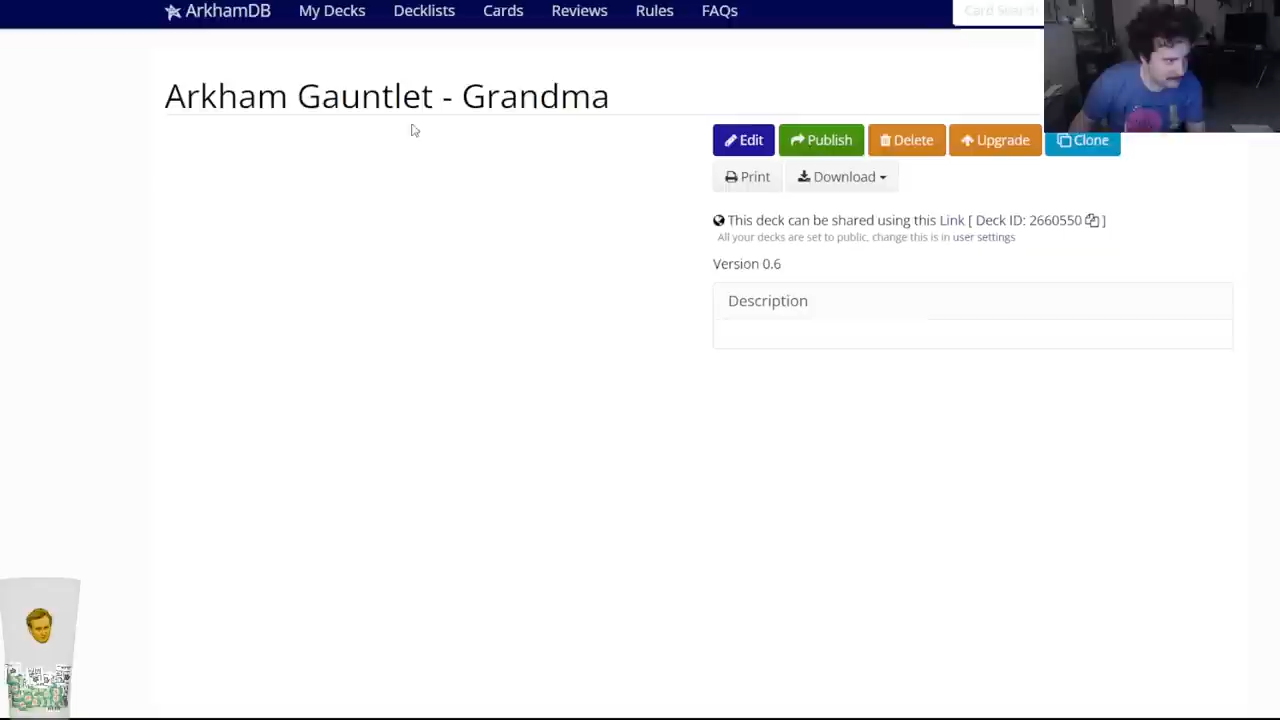 ArkhamDB My Decks Decklists Cards Reviews Rules FAQs Card Search
Arkham Gauntlet - Grandma
Edit Publish Delete Upgrade Clone
Print Download
This deck can be shared using this Link [ Deck ID: 2660550 ]
All your decks are set to public, change this is in user settings
Version 0.6
Description